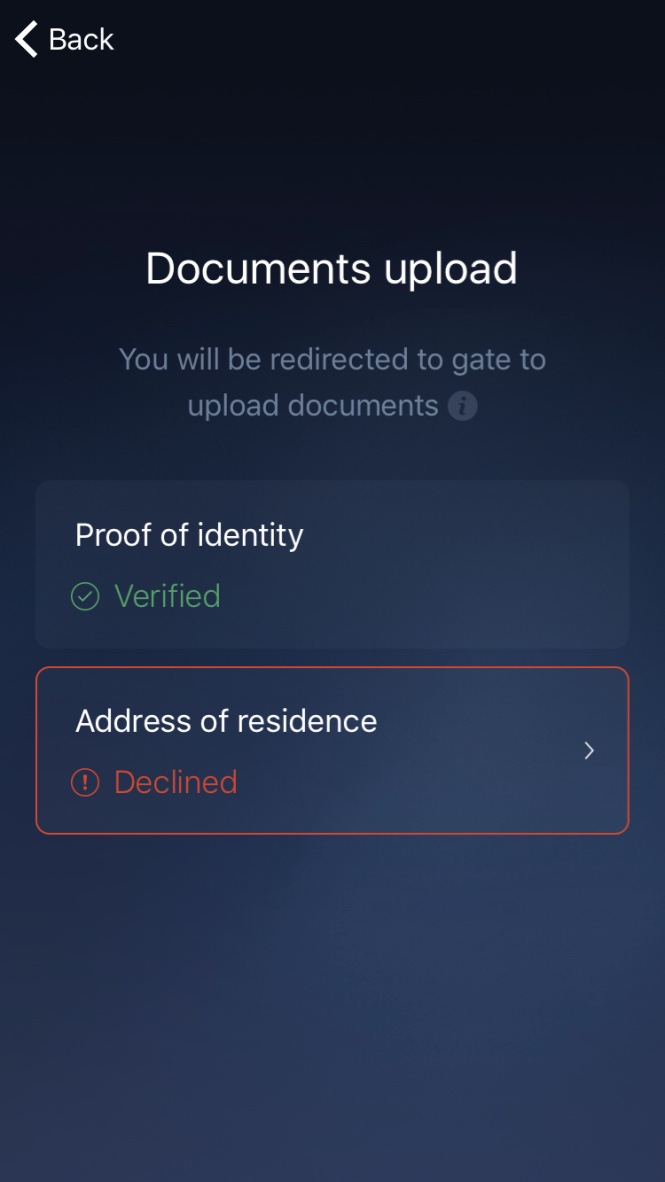 Back
Documents upload
You will be redirected to gate to
upload documents
Proof of identity
Verified
Address of residence
Declined